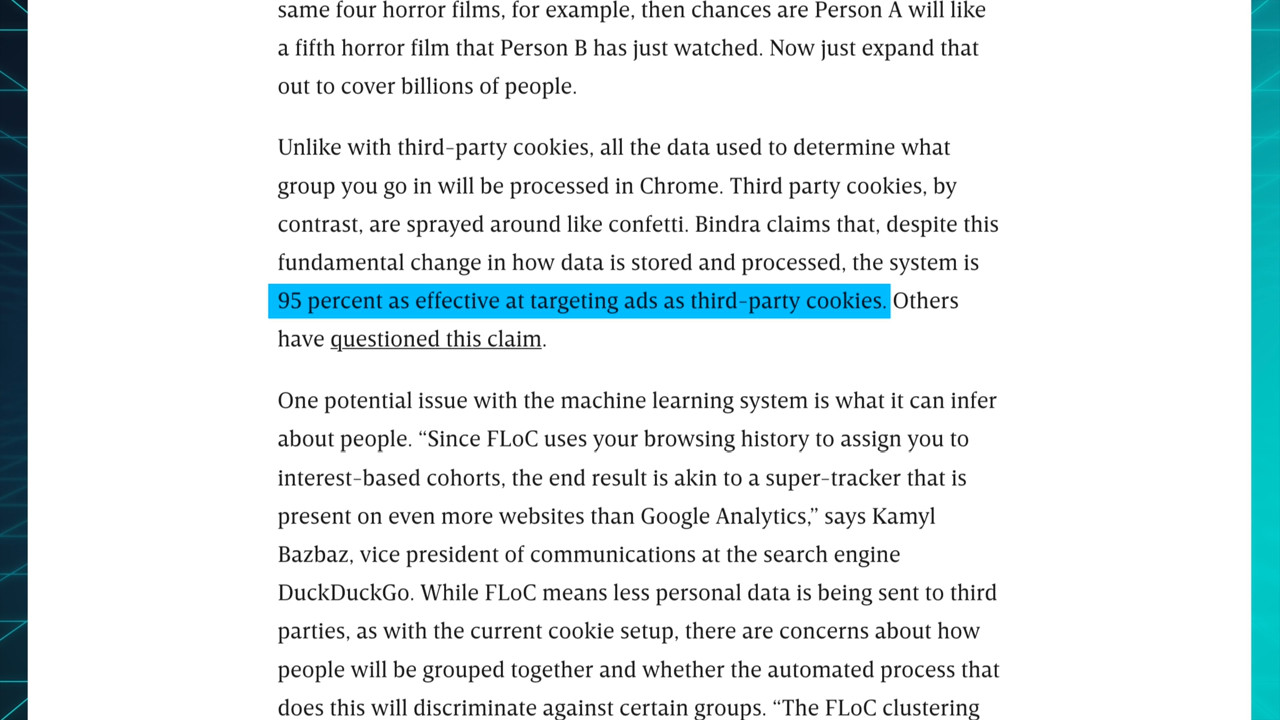 same four horror films, for example, then chances are Person A will like
a fifth horror film that Person B has just watched. Now just expand that
out to cover billions of people.
Unlike with third-party cookies, all the data used to determine what
group you go in will be processed in Chrome. Third party cookies, by
contrast, are sprayed around like confetti. Bindra claims that, despite this
fundamental change in how data is stored and processed, the system is
95 percent as effective at targeting ads as third-party cookies. Others
have questioned this claim.
One potential issue with the machine learning system is what it can infer
about people. “Since FLoC uses your browsing history to assign you to
interest-based cohorts, the end result is akin to a super-tracker that is
present on even more websites than Google Analytics,” says Kamyl
Bazbaz, vice president of communications at the search engine
DuckDuckGo. While FLoC means less personal data is being sent to third
parties, as with the current cookie setup, there are concerns about how
people will be grouped together and whether the automated process that
does this will discriminate against certain groups. “The FLoC clustering